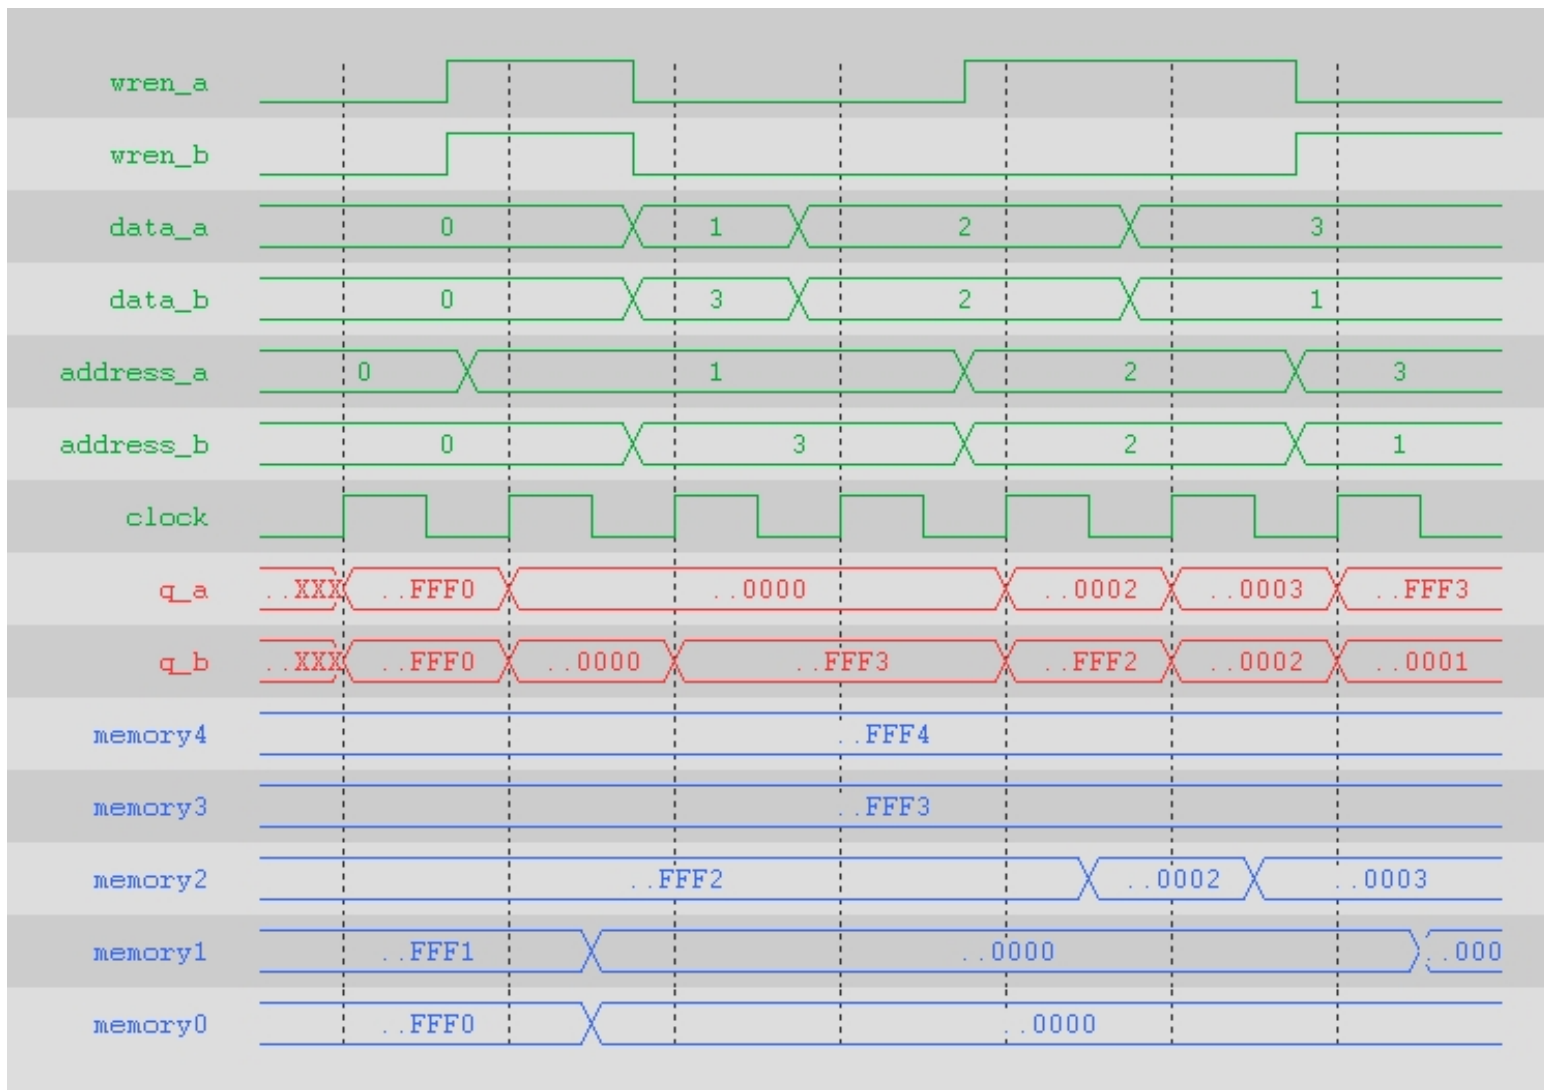 wren_a
wren_b
data_a 0 1 2 3
data_b 0 3 2 1
address_a 0 1 2 3
address_b 0 3 2 1
clock
q_a ..XXX ..FFF0 ..0000 ..0002 ..0003 ..FFF3
q_b ..XXX ..FFF0 ..0000 ..FFF3 ..FFF2 ..0002 ..0001
memory4 ..FFF4
memory3 ..FFF3
memory2 ..FFF2 ..0002 ..0003
memory1 ..FFF1 ..0000 ..000
memory0 ..FFF0 ..0000